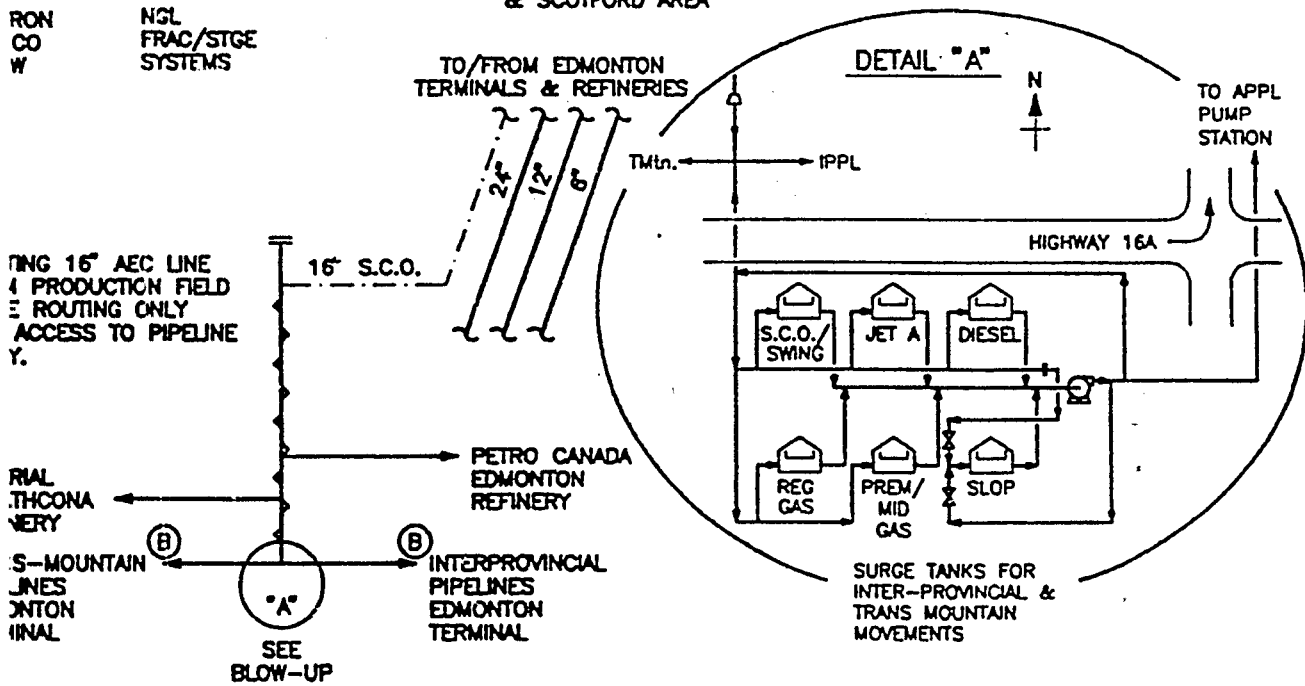 & SCOTFORD AREA
RON
CO
W
NGL
FRAC/STGE
SYSTEMS
TO/FROM EDMONTON
TERMINALS & REFINERIES
24"
12"
8"
16" S.C.O.
TING 16" AEC LINE
PRODUCTION FIELD
E ROUTING ONLY
ACCESS TO PIPELINE
Y.
PETRO CANADA
EDMONTON
REFINERY
RIAL
THCONA
NERY
B
B
S-MOUNTAIN
LINES
ONTON
MINAL
INTERPROVINCIAL
PIPELINES
EDMONTON
TERMINAL
"A"
SEE
BLOW-UP
DETAIL "A"
N
TO APPL
PUMP
STATION
TMtn.
IPPL
HIGHWAY 16A
S.C.O./
SWING
JET A
DIESEL
REG
GAS
PREM/
MID
GAS
SLOP
SURGE TANKS FOR
INTER-PROVINCIAL &
TRANS MOUNTAIN
MOVEMENTS